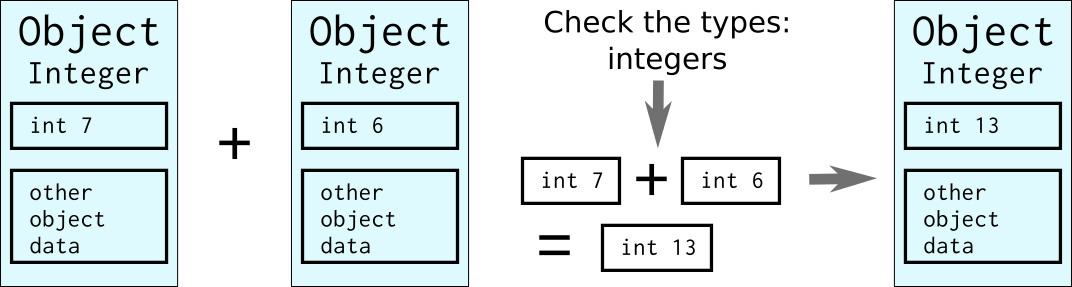 Object
Integer
int 7
other
object
data
+
Object
Integer
int 6
other
object
data
Check the types:
integers
int 7 + int 6
= int 13
Object
Integer
int 13
other
object
data